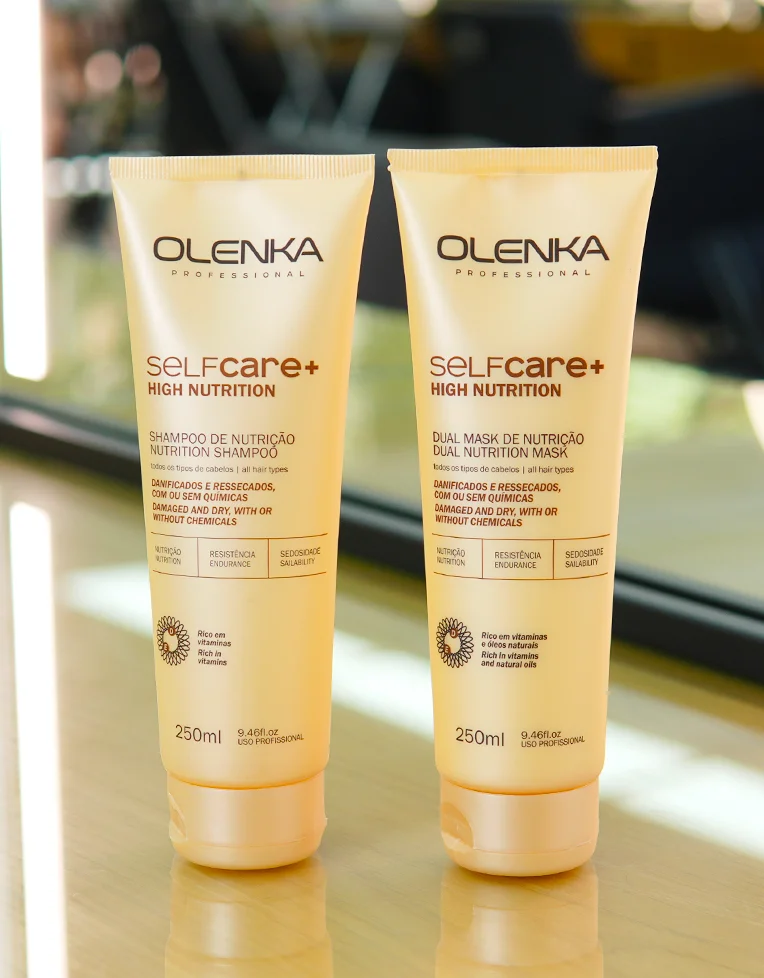 OLENKA
PROFESSIONAL
SELFcare+
HIGH NUTRITION
SHAMPOO DE NUTRIÇÃO
NUTRITION SHAMPOO
todos os tipos de cabelos | all hair types
DANIFICADOS E RESSECADOS,
COM OU SEM QUÍMICAS
DAMAGED AND DRY, WITH OR
WITHOUT CHEMICALS
NUTRIÇÃO
NUTRITION
RESISTÊNCIA
ENDURANCE
SEDOSIDADE
SAILABILITY
Rico em
vitaminas
Rich in
vitamins
250ml
9.46fl.oz
USO PROFISSIONAL
OLENKA
PROFESSIONAL
SELFcare+
HIGH NUTRITION
DUAL MASK DE NUTRIÇÃO
DUAL NUTRITION MASK
todos os tipos de cabelos | all hair types
DANIFICADOS E RESSECADOS,
COM OU SEM QUÍMICAS
DAMAGED AND DRY, WITH OR
WITHOUT CHEMICALS
NUTRIÇÃO
NUTRITION
RESISTÊNCIA
ENDURANCE
SEDOSIDADE
SAILABILITY
Rico em vitaminas
e óleos naturais
Rich in vitamins
and natural oils
250ml
9.46fl.oz
USO PROFISSIONAL